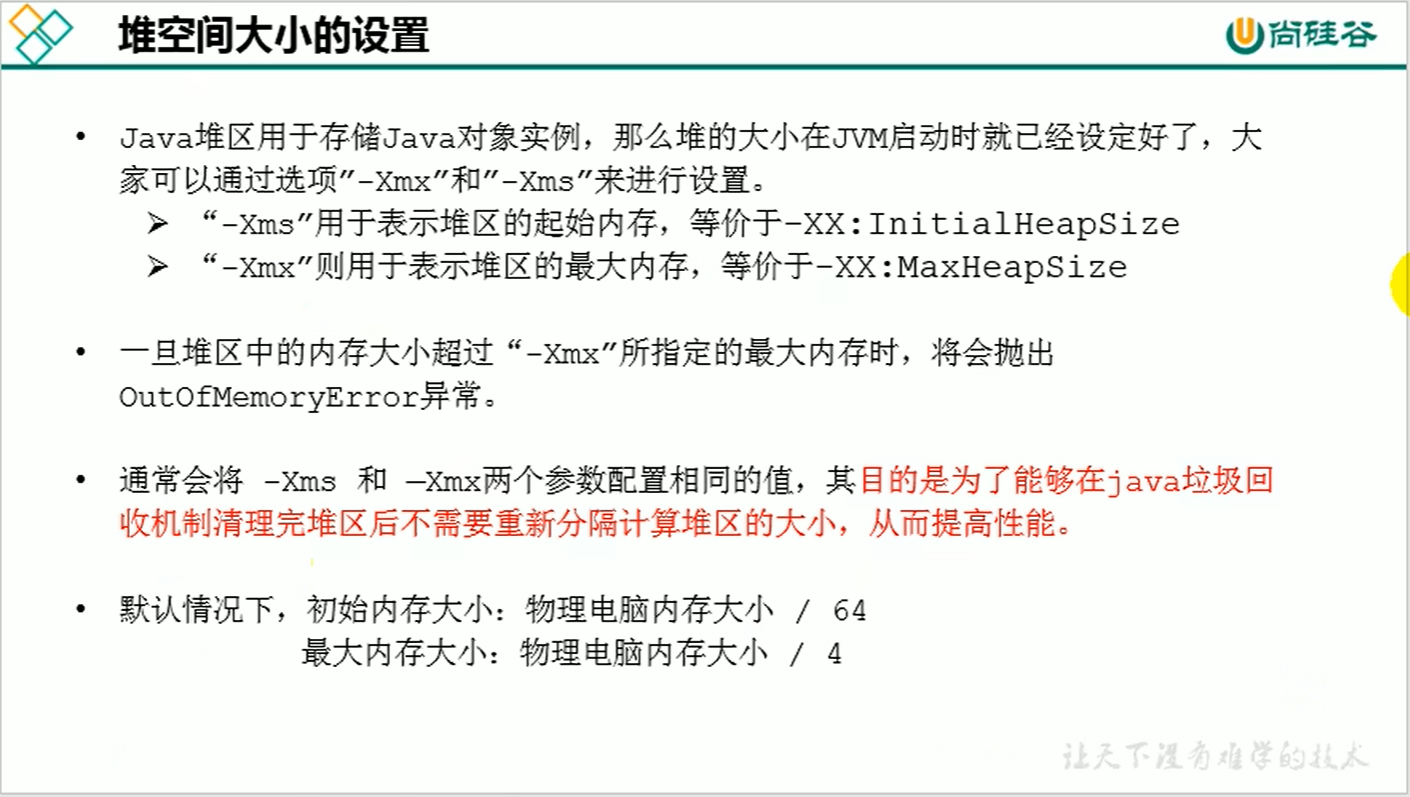 堆空间大小的设置
尚硅谷
• Java堆区用于存储Java对象实例，那么堆的大小在JVM启动时就已经设定好了，大
家可以通过选项"-Xmx"和"-Xms"来进行设置。
➢ “-Xms"用于表示堆区的起始内存，等价于-XX:InitialHeapSize
➢ “-Xmx"则用于表示堆区的最大内存，等价于-XX:MaxHeapSize
• 一旦堆区中的内存大小超过“-Xmx"所指定的最大内存时，将会抛出
OutOfMemoryError异常。
• 通常会将 -Xms 和 –Xmx两个参数配置相同的值，其目的是为了能够在java垃圾回
收机制清理完堆区后不需要重新分隔计算堆区的大小，从而提高性能。
• 默认情况下，初始内存大小：物理电脑内存大小 / 64
最大内存大小：物理电脑内存大小 / 4
让天下没有难学的技术